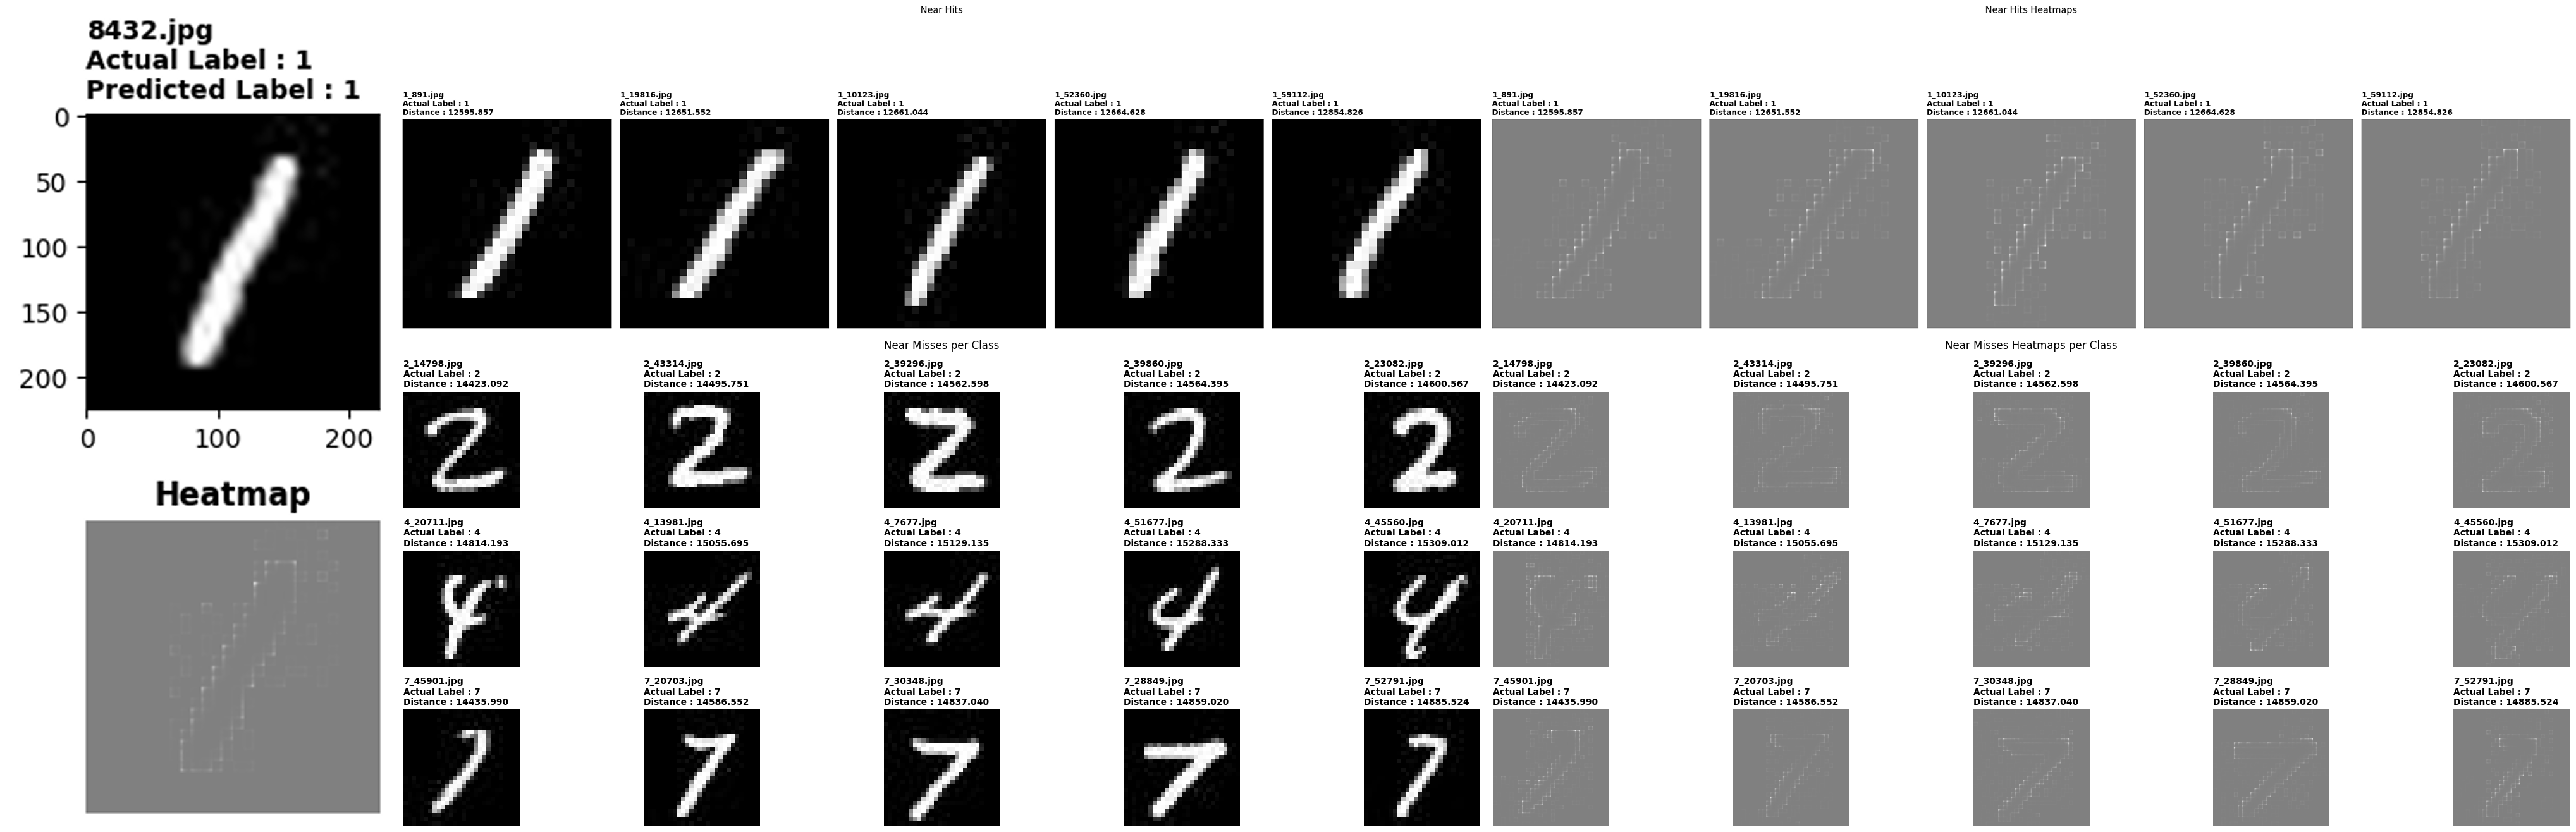 8432.jpg
Actual Label : 1
Predicted Label : 1
0
50
100
150
200
0 100 200
Heatmap
Near Hits
1_891.jpg
Actual Label : 1
Distance : 12595.857
1_19816.jpg
Actual Label : 1
Distance : 12651.552
1_10123.jpg
Actual Label : 1
Distance : 12661.044
1_52360.jpg
Actual Label : 1
Distance : 12664.628
1_59112.jpg
Actual Label : 1
Distance : 12854.826
Near Hits Heatmaps
1_891.jpg
Actual Label : 1
Distance : 12595.857
1_19816.jpg
Actual Label : 1
Distance : 12651.552
1_10123.jpg
Actual Label : 1
Distance : 12661.044
1_52360.jpg
Actual Label : 1
Distance : 12664.628
1_59112.jpg
Actual Label : 1
Distance : 12854.826
Near Misses per Class
2_14798.jpg
Actual Label : 2
Distance : 14423.092
2_43314.jpg
Actual Label : 2
Distance : 14495.751
2_39296.jpg
Actual Label : 2
Distance : 14562.598
2_39860.jpg
Actual Label : 2
Distance : 14564.395
2_23082.jpg
Actual Label : 2
Distance : 14600.567
4_20711.jpg
Actual Label : 4
Distance : 14814.193
4_13981.jpg
Actual Label : 4
Distance : 15055.695
4_7677.jpg
Actual Label : 4
Distance : 15129.135
4_51677.jpg
Actual Label : 4
Distance : 15288.333
4_45560.jpg
Actual Label : 4
Distance : 15309.012
7_45901.jpg
Actual Label : 7
Distance : 14435.990
7_20703.jpg
Actual Label : 7
Distance : 14586.552
7_30348.jpg
Actual Label : 7
Distance : 14837.040
7_28849.jpg
Actual Label : 7
Distance : 14859.020
7_52791.jpg
Actual Label : 7
Distance : 14885.524
Near Misses Heatmaps per Class
2_14798.jpg
Actual Label : 2
Distance : 14423.092
2_43314.jpg
Actual Label : 2
Distance : 14495.751
2_39296.jpg
Actual Label : 2
Distance : 14562.598
2_39860.jpg
Actual Label : 2
Distance : 14564.395
2_23082.jpg
Actual Label : 2
Distance : 14600.567
4_20711.jpg
Actual Label : 4
Distance : 14814.193
4_13981.jpg
Actual Label : 4
Distance : 15055.695
4_7677.jpg
Actual Label : 4
Distance : 15129.135
4_51677.jpg
Actual Label : 4
Distance : 15288.333
4_45560.jpg
Actual Label : 4
Distance : 15309.012
7_45901.jpg
Actual Label : 7
Distance : 14435.990
7_20703.jpg
Actual Label : 7
Distance : 14586.552
7_30348.jpg
Actual Label : 7
Distance : 14837.040
7_28849.jpg
Actual Label : 7
Distance : 14859.020
7_52791.jpg
Actual Label : 7
Distance : 14885.524